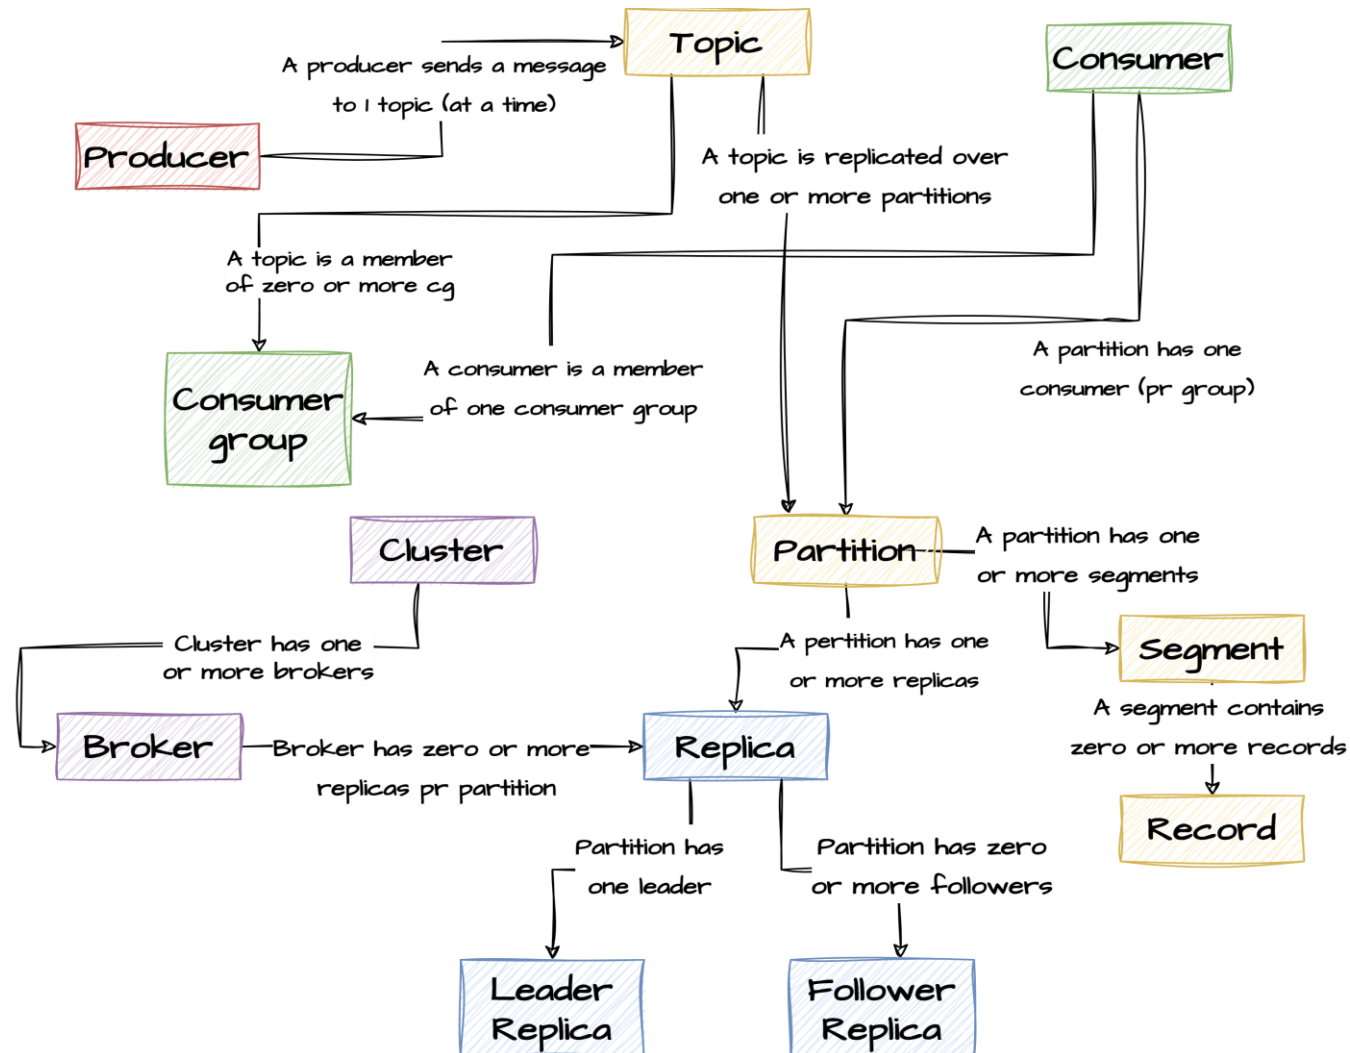 Topic
Consumer
A producer sends a message
to 1 topic (at a time)
Producer
A topic is replicated over
one or more partitions
A topic is a member
of zero or more cg
A partition has one
consumer (pr group)
A consumer is a member
of one consumer group
Consumer
group
Cluster
Partition
A partition has one
or more segments
Cluster has one
or more brokers
A pertition has one
or more replicas
Segment
A segment contains
zero or more records
Broker
Broker has zero or more
replicas pr partition
Replica
Record
Partition has
one leader
Partition has zero
or more followers
Leader
Replica
Follower
Replica